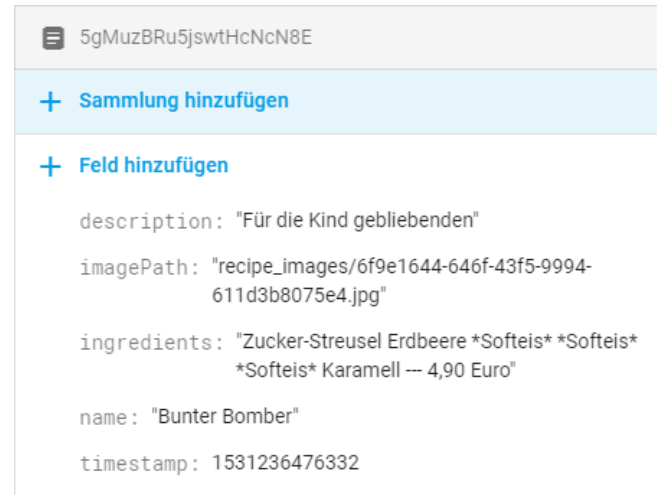 5gMuzBRu5jswtHcNcN8E
+ Sammlung hinzufügen
+ Feld hinzufügen
description: "Für die Kind gebliebenden"
imagePath: "recipe_images/6f9e1644-646f-43f5-9994-
611d3b8075e4.jpg"
ingredients: "Zucker-Streusel Erdbeere *Softeis* *Softeis*
*Softeis* Karamell --- 4,90 Euro"
name: "Bunter Bomber"
timestamp: 1531236476332